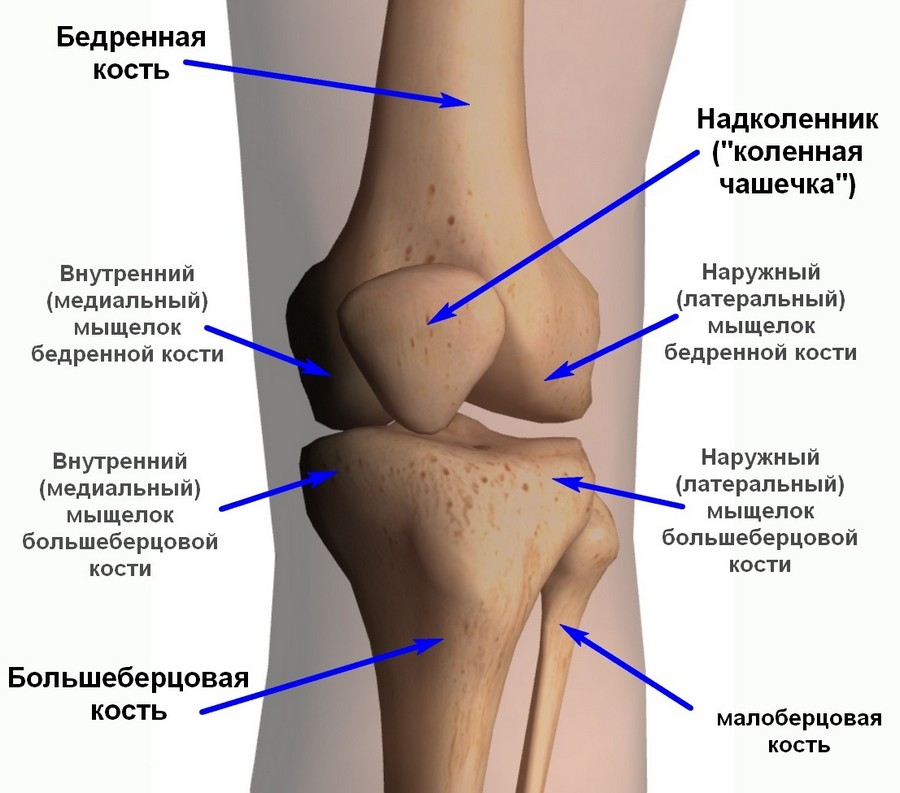 Бедренная
кость
Надколенник
("коленная
чашечка")
Внутренний
(медиальный)
мыщелок
бедренной кости
Наружный
(латеральный)
мыщелок
бедренной кости
Внутренний
(медиальный)
мыщелок
большеберцовой
кости
Наружный
(латеральный)
мыщелок
большеберцовой
кости
Большеберцовая
кость
малоберцовая
кость